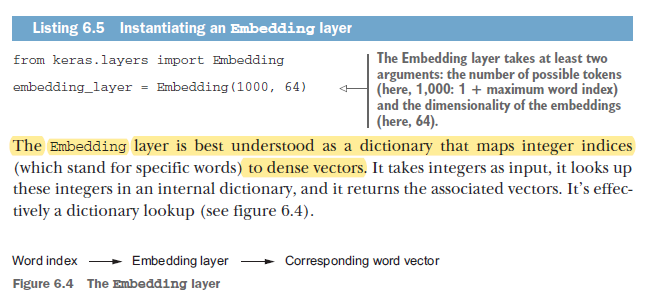 Listing 6.5 Instantiating an Embedding layer
from keras.layers import Embedding
embedding_layer = Embedding(1000, 64)
The Embedding layer takes at least two
arguments: the number of possible tokens
(here, 1,000: 1 + maximum word index)
and the dimensionality of the embeddings
(here, 64).
The Embedding layer is best understood as a dictionary that maps integer indices
(which stand for specific words) to dense vectors. It takes integers as input, it looks up
these integers in an internal dictionary, and it returns the associated vectors. It's effec-
tively a dictionary lookup (see figure 6.4).
Word index Embedding layer Corresponding word vector
Figure 6.4 The Embedding layer